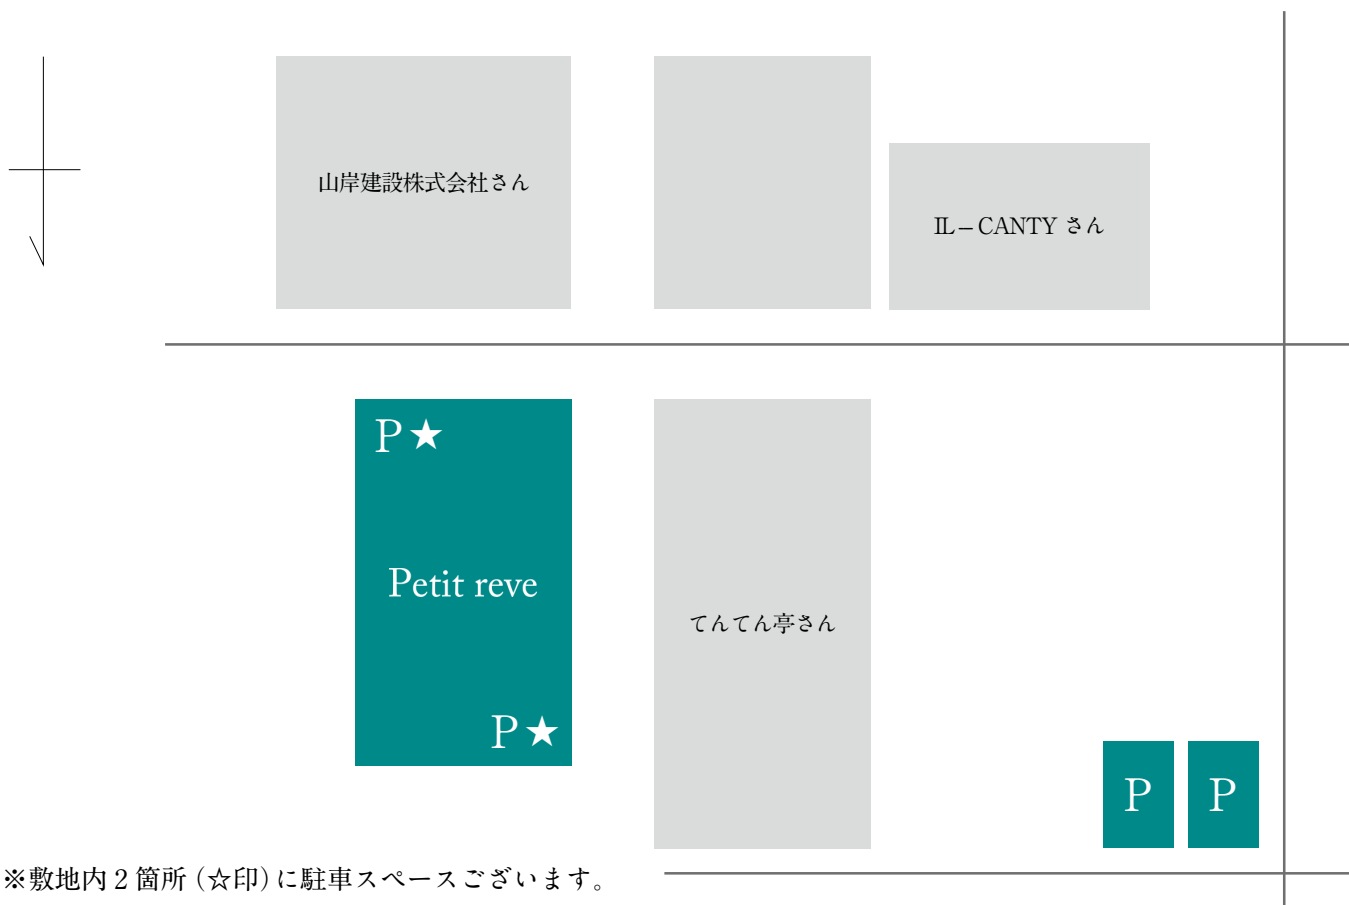 山岸建設株式会社さん
IL–CANTY さん
P★
Petit reve
P★
てんてん亭さん
P
P
※敷地内2箇所（☆印）に駐車スペースございます。